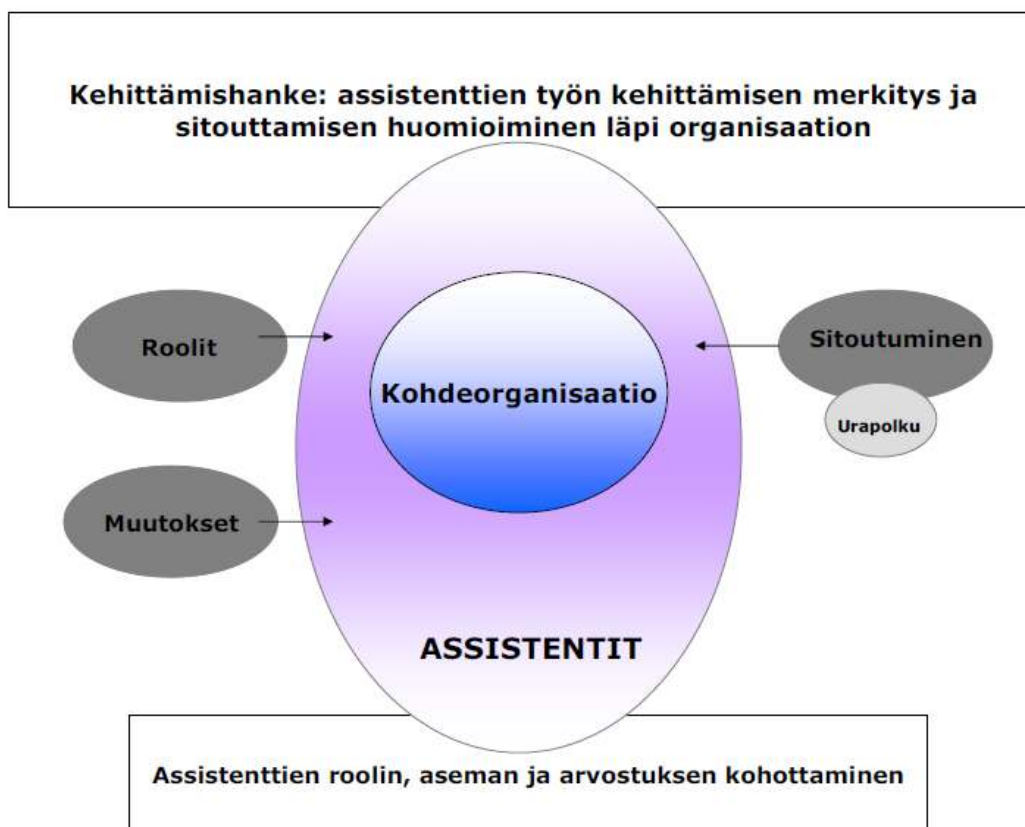 Kehittämishanke: assistenttien työn kehittämisen merkitys ja
sitouttamisen huomioiminen läpi organisaation
Roolit
Sitoutuminen
Kohdeorganisaatio
Urapolku
Muutokset
ASSISTENTIT
Assistenttien roolin, aseman ja arvostuksen kohottaminen